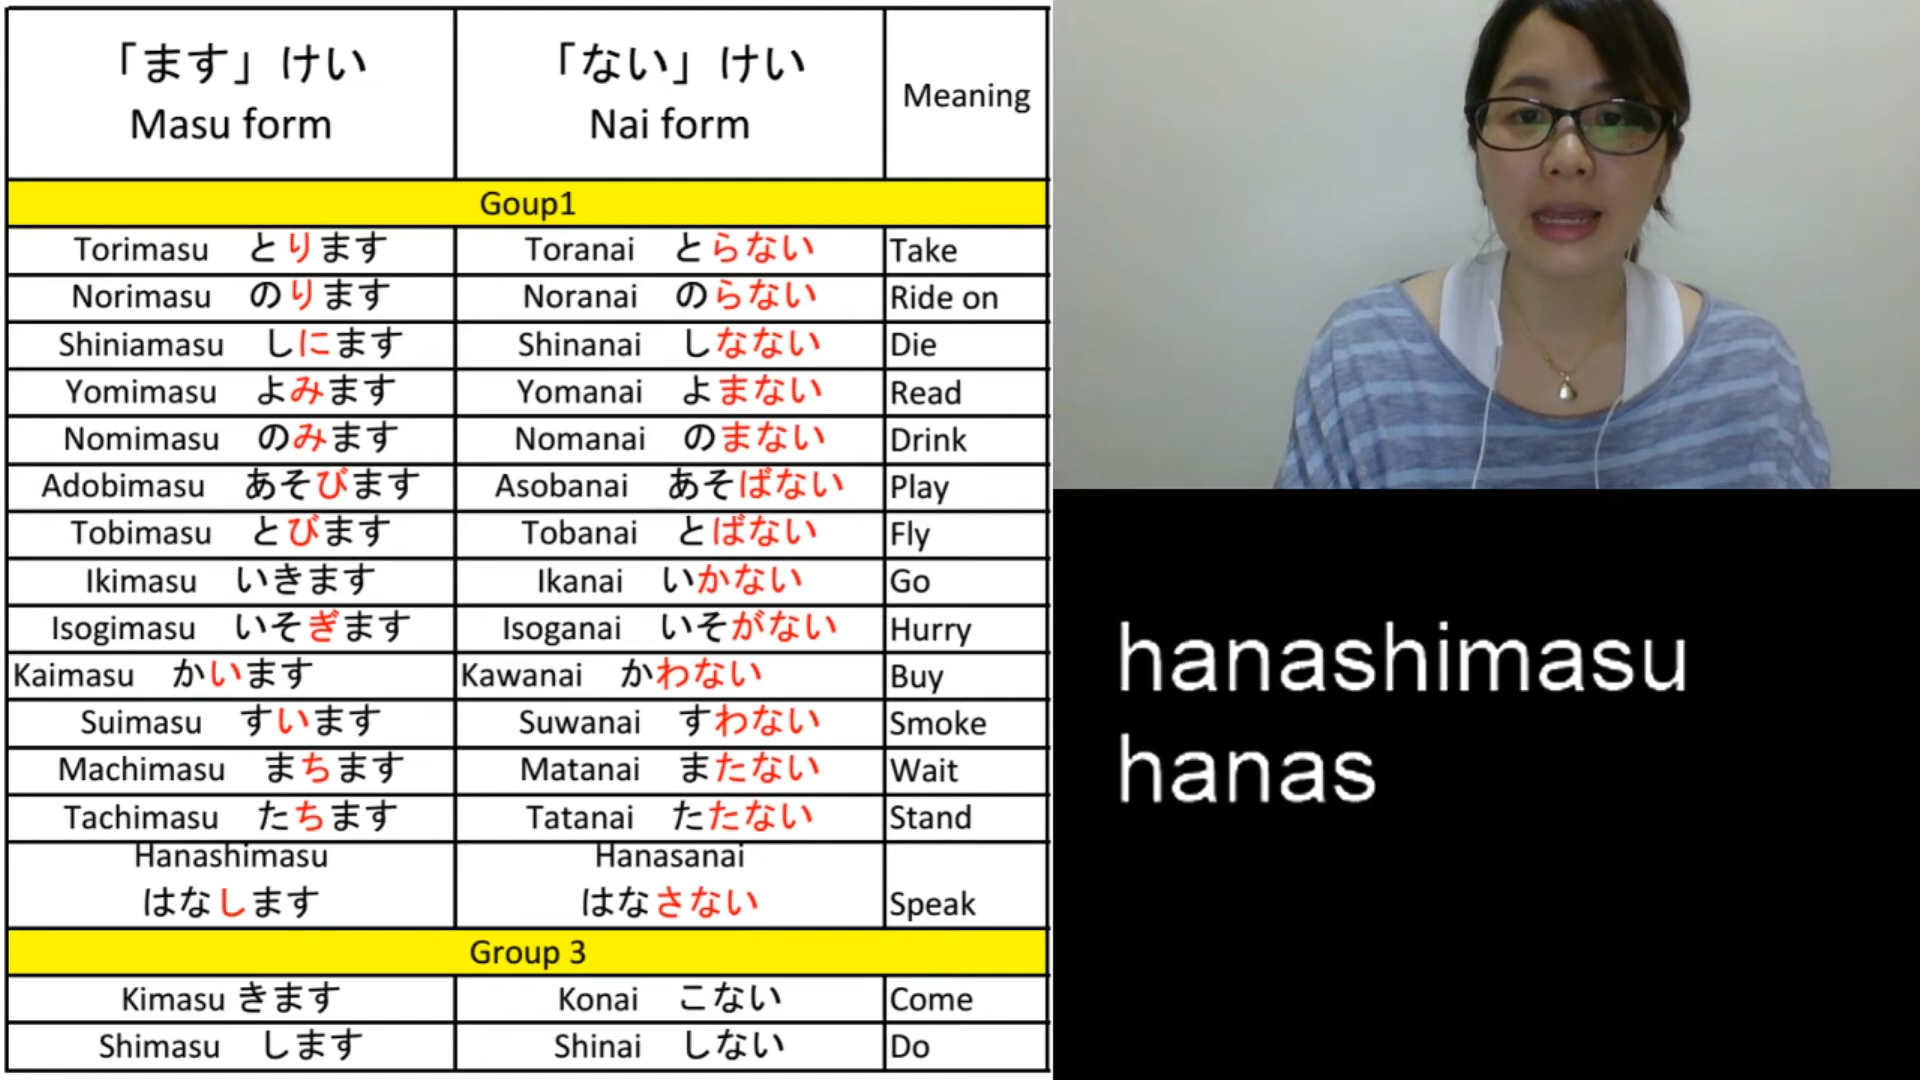 「ます」けい 「ない」けい Meaning
Masu form Nai form
Goup1
Torimasu とります Toranai とらない Take
Norimasu のります Noranai のらない Ride on
Shiniamasu しにます Shinanai しなない Die
Yomimasu よみます Yomanai よまない Read
Nomimasu のみます Nomanai のまない Drink
Adobimasu あそびます Asobanai あそばない Play
Tobimasu とびます Tobanai とばない Fly
Ikimasu いきます Ikanai いかない Go
Isogimasu いそぎます Isoganai いそがない Hurry
Kaimasu かいます Kawanai かわない Buy
Suimasu すいます Suwanai すわない Smoke
Machimasu まちます Matanai またない Wait
Tachimasu たちます Tatanai たたない Stand
Hanashimasu Hanasanai
はなします はなさない Speak
Group 3
Kimasu きます Konai こない Come
Shimasu します Shinai しない Do
hanashimasu
hanas